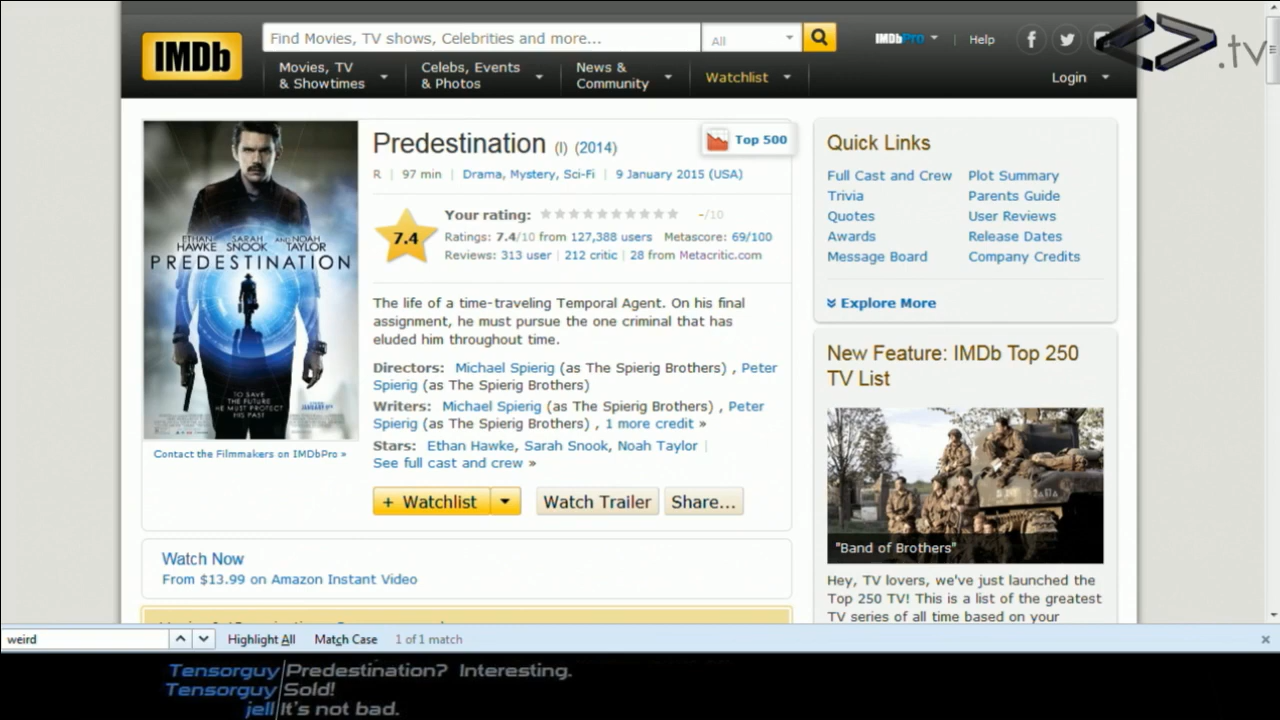 IMDb
Find Movies, TV shows, Celebrities and more...
All
IMDbPro
Help
Movies, TV & Showtimes
Celebs, Events & Photos
News & Community
Watchlist
Login
.tv
Predestination (I) (2014)
Top 500
R | 97 min | Drama, Mystery, Sci-Fi | 9 January 2015 (USA)
7.4
Your rating: -/10
Ratings: 7.4/10 from 127,388 users Metascore: 69/100
Reviews: 313 user | 212 critic | 28 from Metacritic.com
The life of a time-traveling Temporal Agent. On his final
assignment, he must pursue the one criminal that has
eluded him throughout time.
Directors: Michael Spierig (as The Spierig Brothers) , Peter
Spierig (as The Spierig Brothers)
Writers: Michael Spierig (as The Spierig Brothers) , Peter
Spierig (as The Spierig Brothers) , 1 more credit »
Stars: Ethan Hawke, Sarah Snook, Noah Taylor |
See full cast and crew »
+ Watchlist
Watch Trailer
Share...
ETHAN HAWKE SARAH SNOOK AND NOAH TAYLOR
PREDESTINATION
TO SAVE
THE FUTURE
HE MUST PROTECT
HIS PAST
Contact the Filmmakers on IMDbPro »
Watch Now
From $13.99 on Amazon Instant Video
Quick Links
Full Cast and Crew
Plot Summary
Trivia
Parents Guide
Quotes
User Reviews
Awards
Release Dates
Message Board
Company Credits
Explore More
New Feature: IMDb Top 250
TV List
"Band of Brothers"
Hey, TV lovers, we've just launched the
Top 250 TV! This is a list of the greatest
TV series of all time based on your
weird
Highlight All
Match Case
1 of 1 match
Tensorguy Predestination? Interesting.
Tensorguy Sold!
jell It's not bad.